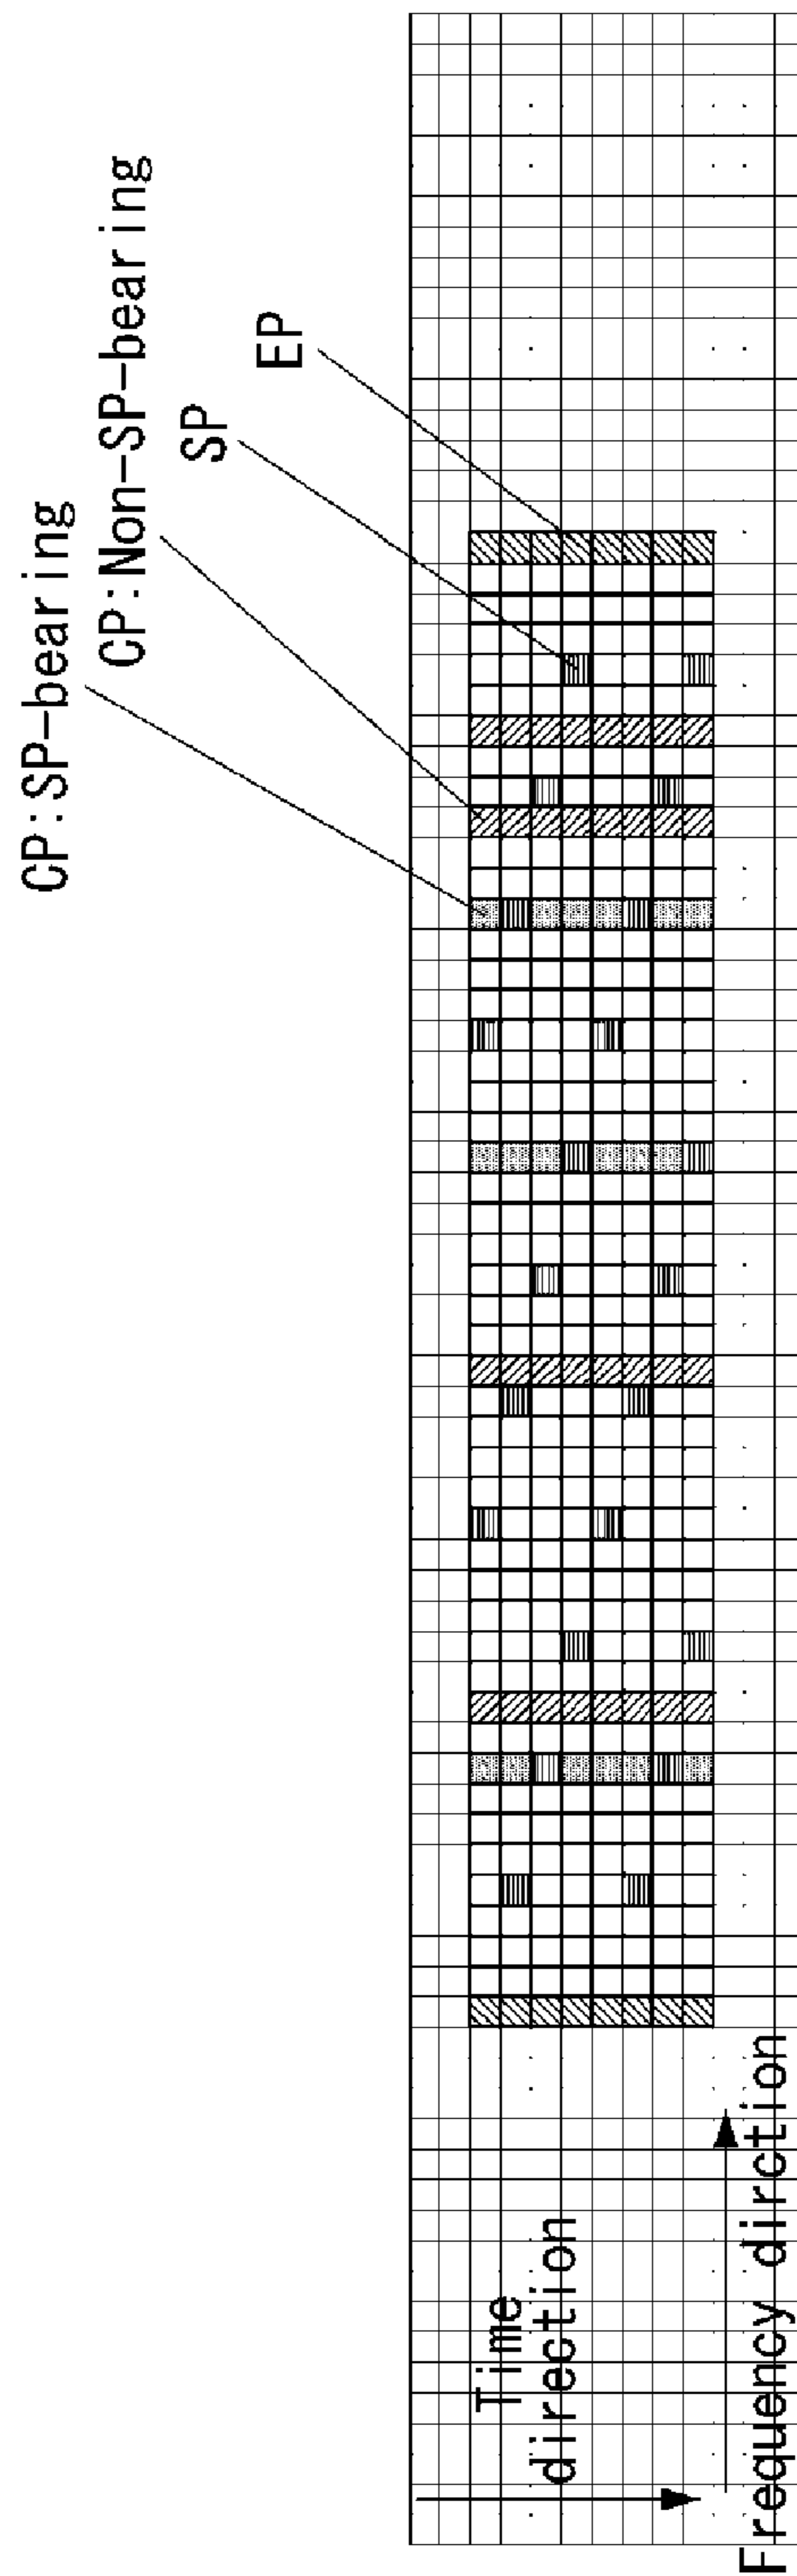 CP:SP-bearing
CP:Non-SP-bearing
SP
EP
Time
direction
Frequency direction